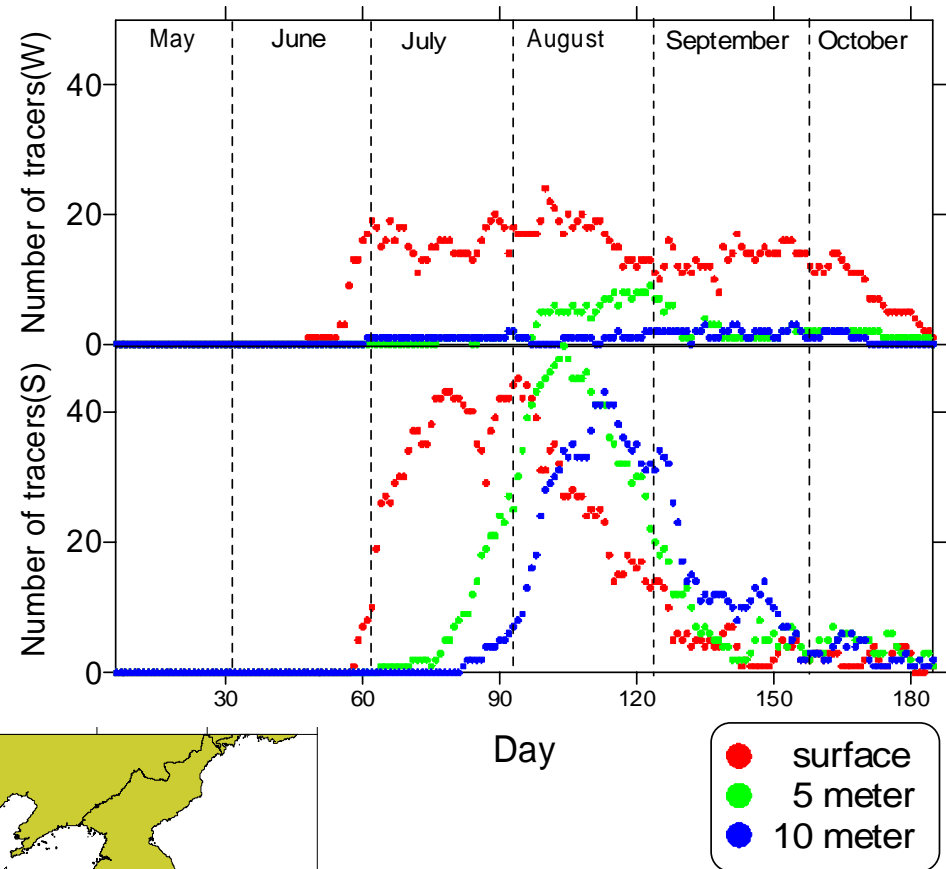 May June July August September October
Number of tracers(W)
40
20
0
Number of tracers(S)
40
20
0
30 60 90 120 150 180
Day
surface
5 meter
10 meter